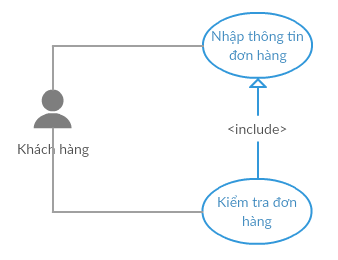 Nhập thông tin
đơn hàng
<include>
Khách hàng
Kiểm tra đơn
hàng